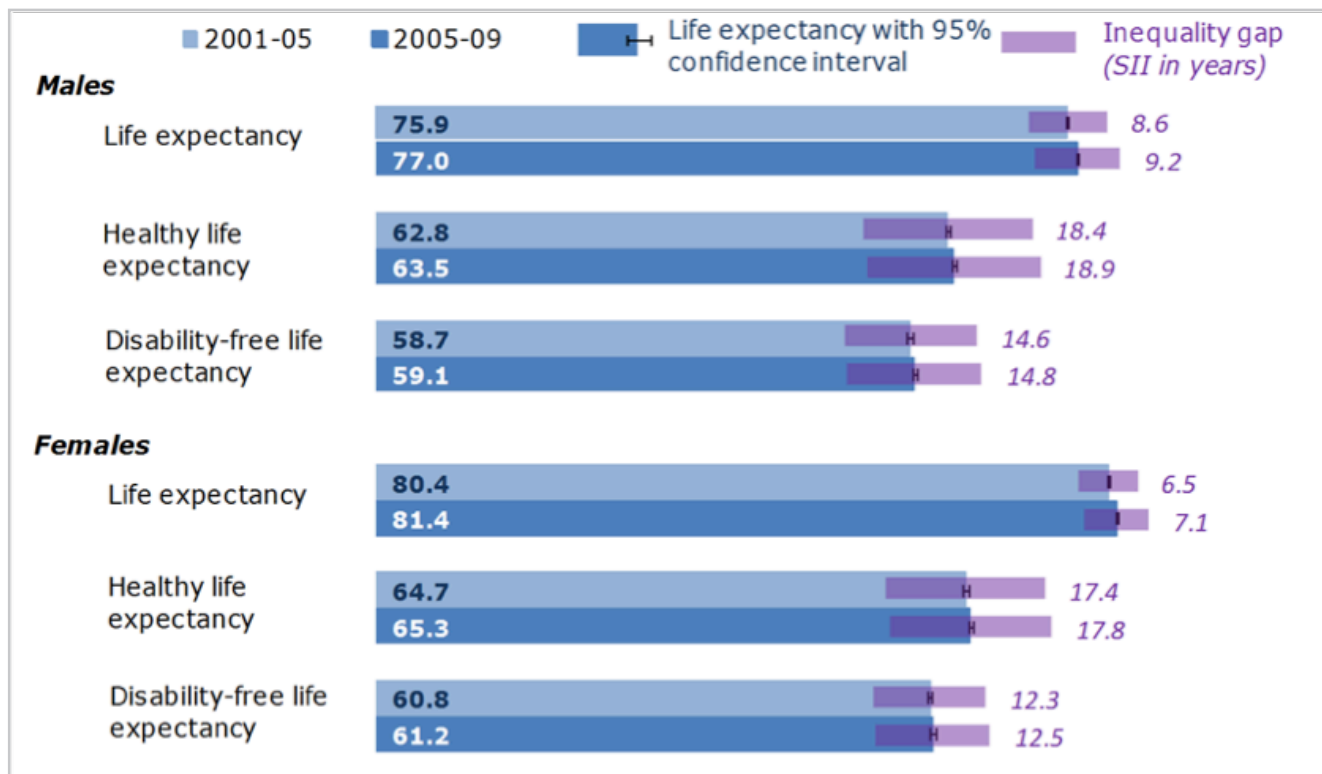 2001-05
2005-09
Life expectancy with 95%
confidence interval
Inequality gap
(SII in years)
Males
Life expectancy
75.9
8.6
77.0
9.2
Healthy life
expectancy
62.8
18.4
63.5
18.9
Disability-free life
expectancy
58.7
14.6
59.1
14.8
Females
Life expectancy
80.4
6.5
81.4
7.1
Healthy life
expectancy
64.7
17.4
65.3
17.8
Disability-free life
expectancy
60.8
12.3
61.2
12.5